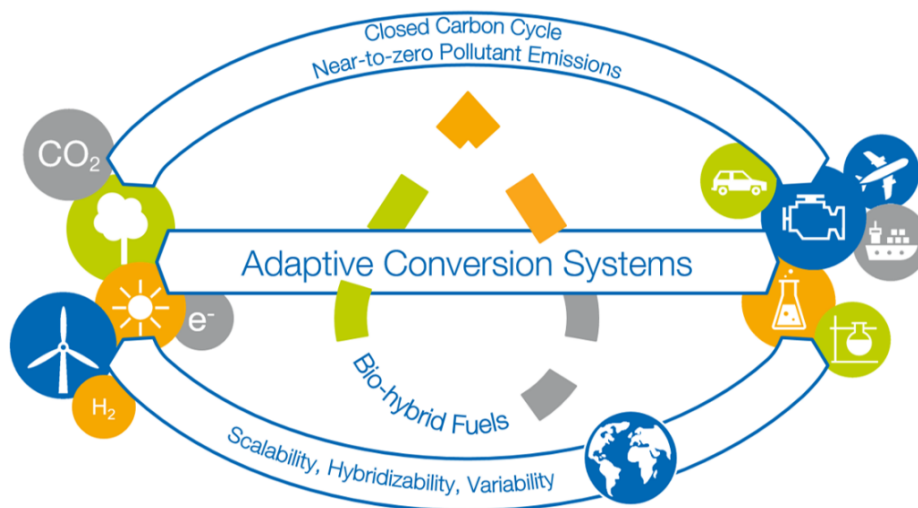 Closed Carbon Cycle
Near-to-zero Pollutant Emissions
CO₂
Adaptive Conversion Systems
e⁻
H₂
Bio-hybrid Fuels
Scalability, Hybridizability, Variability